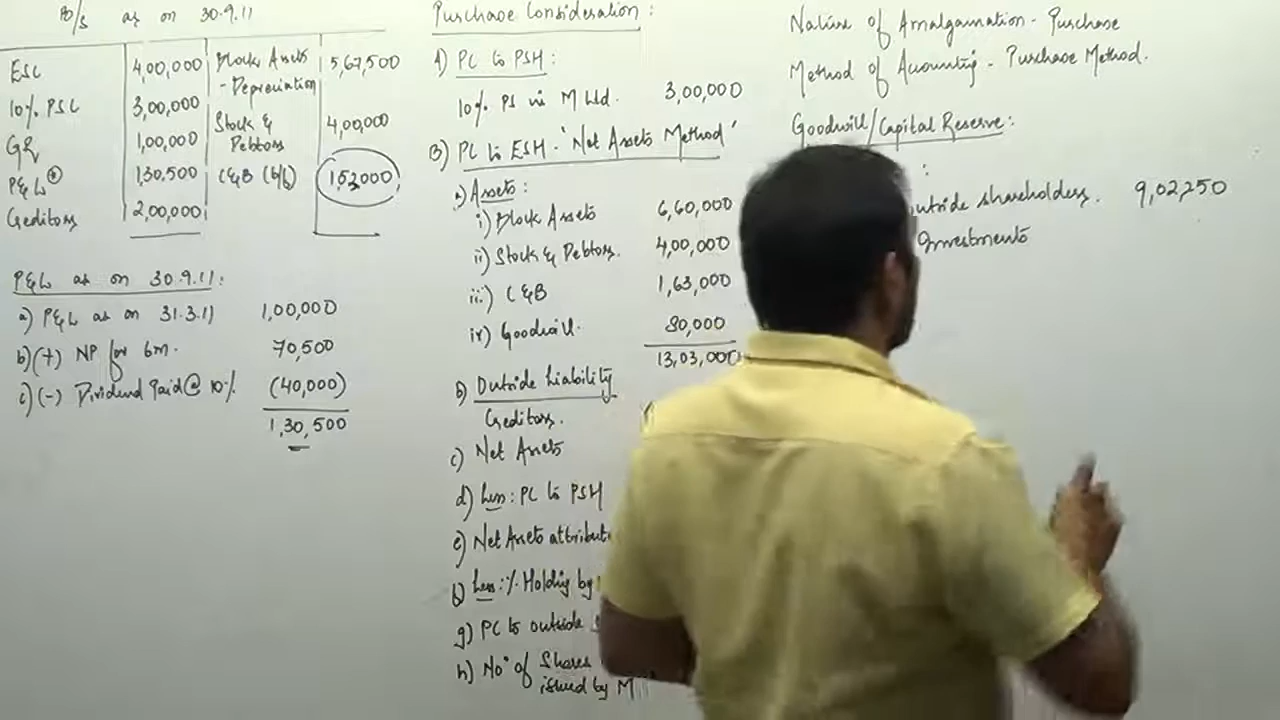 B/S as on 30.9.11
ESC 4,00,000 Block Assets 5,67,500
- Depreciation
10% PSC 3,00,000 Stock & 4,00,000
GR 1,00,000 Debtors
P&L 1,30,500 C&B (b/f) 1,63,000
Creditors 2,00,000
P&L as on 30.9.11:
a) P&L as on 31.3.11 1,00,000
b) (+) NP for 6m. 70,500
c) (-) Dividend Paid @ 10% (40,000)
1,30,500
Purchase Consideration:
A) PC to PSH:
10% PS in M Ltd. 3,00,000
B) PC to ESH - 'Net Assets Method'
a) Assets:
i) Block Assets 6,60,000
ii) Stock & Debtors. 4,00,000
iii) C&B 1,63,000
iv) Goodwill. 80,000
13,03,000
b) Outside Liability
Creditors.
c) Net Assets
d) Less: PC to PSH
e) Net Assets
f) Less: % Holding by
g) PC to outside
h) No of Shares
issued by M
Nature of Amalgamation - Purchase
Method of Accounting - Purchase Method.
Goodwill/Capital Reserve:
shareholders. 9,02,250
Investments